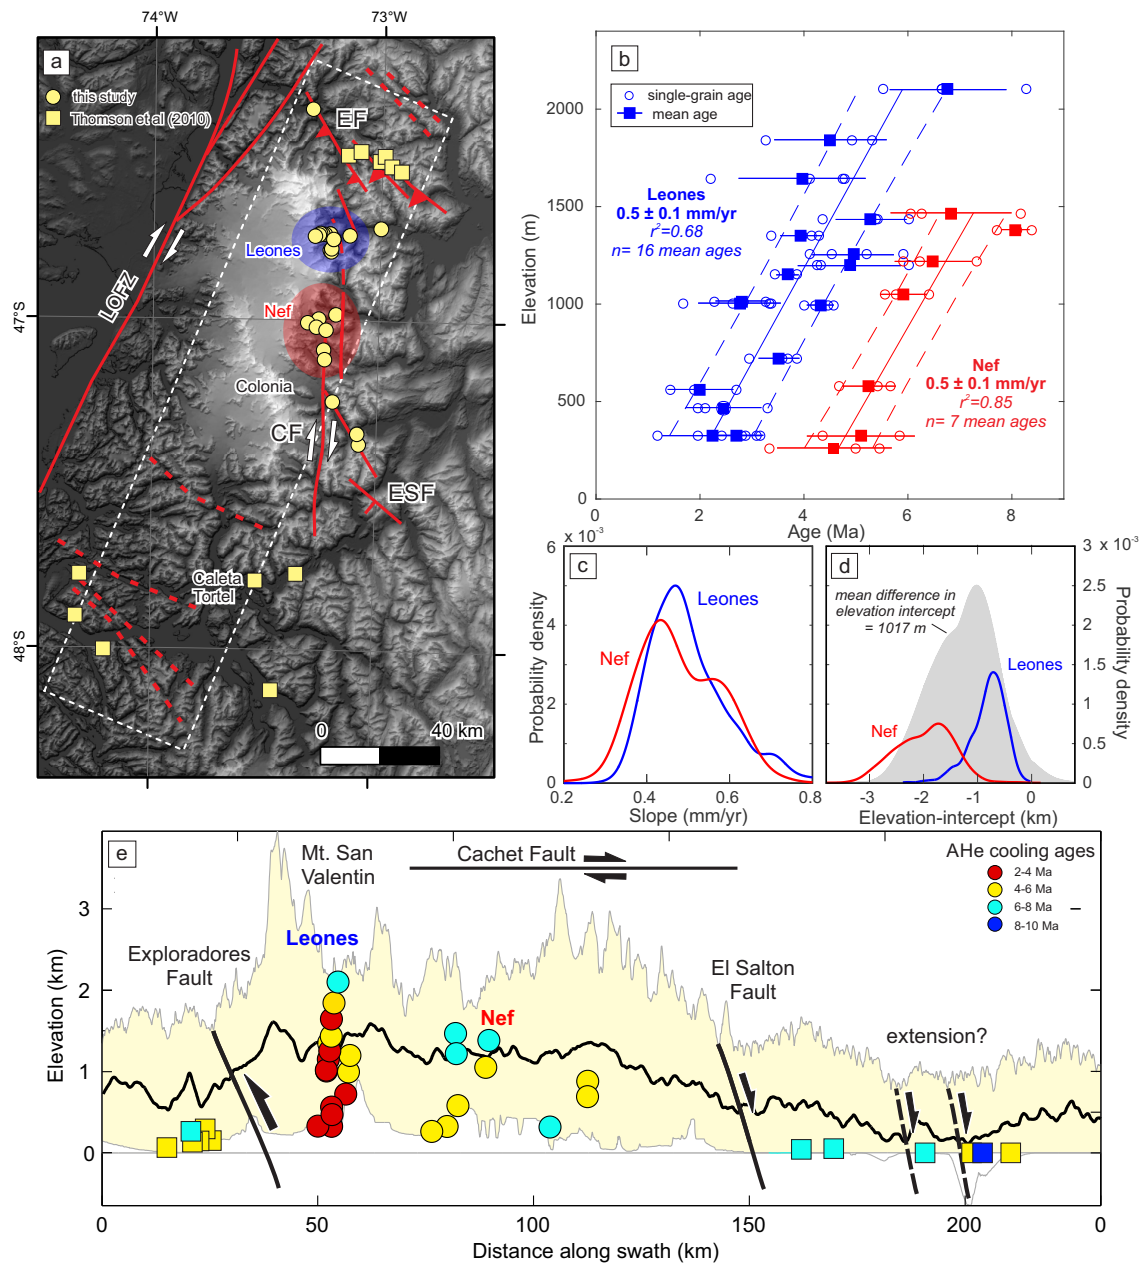 74°W
73°W
a
this study
Thomson et al (2010)
EF
Leones
LOFZ
47°S
Nef
Colonia
CF
ESF
Caleta
Tortel
48°S
0
40 km
b
single-grain age
mean age
2000
1500
1000
500
0
Elevation (m)
Leones
0.5 ± 0.1 mm/yr
r²=0.68
n= 16 mean ages
Nef
0.5 ± 0.1 mm/yr
r²=0.85
n= 7 mean ages
0
2
4
6
8
Age (Ma)
6 x 10⁻³
c
Leones
Nef
4
2
0
Probability density
0.2
0.4
0.6
0.8
Slope (mm/yr)
3 x 10⁻³
d
mean difference in
elevation intercept
= 1017 m
Leones
Nef
2.5
2
1.5
1
0.5
0
Probability density
-3
-2
-1
0
Elevation-intercept (km)
e
Mt. San
Valentin
Cachet Fault
AHe cooling ages
2-4 Ma
4-6 Ma
6-8 Ma
8-10 Ma
Leones
Exploradores
Fault
Nef
El Salton
Fault
extension?
3
2
1
0
Elevation (km)
0
50
100
150
200
0
Distance along swath (km)